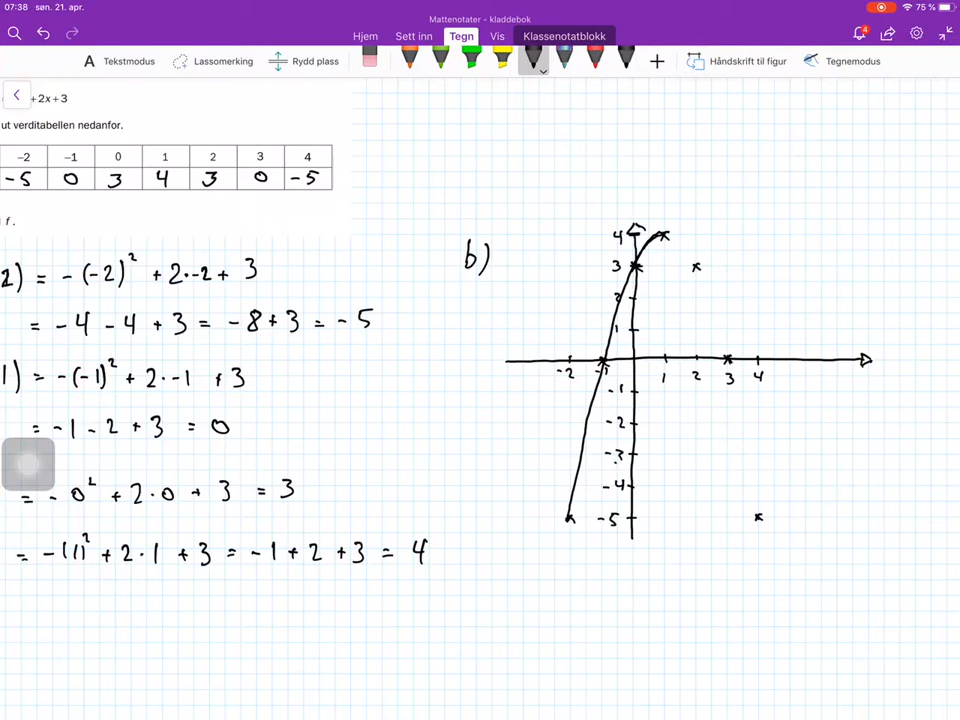 07:38 søn. 21. apr.
75 %
Mattenotater - kladdebok
Hjem Sett inn Tegn Vis Klassenotatblokk
4
A Tekstmodus Lassomerking Rydd plass Håndskrift til figur Tegnemodus
+2x+3
ut verditabellen nedanfor.
-2 -1 0 1 2 3 4
-5 0 3 4 3 0 -5
f.
2) = -(-2)² + 2·-2 + 3
= -4 - 4 + 3 = -8 + 3 = -5
1) = -(-1)² + 2·-1 + 3
= -1 - 2 + 3 = 0
= - 0² + 2·0 + 3 = 3
= -(1)² + 2·1 + 3 = -1 + 2 + 3 = 4
b)
4
3
2
1
-2 -1 1 2 3 4
-1
-2
-3
-4
-5